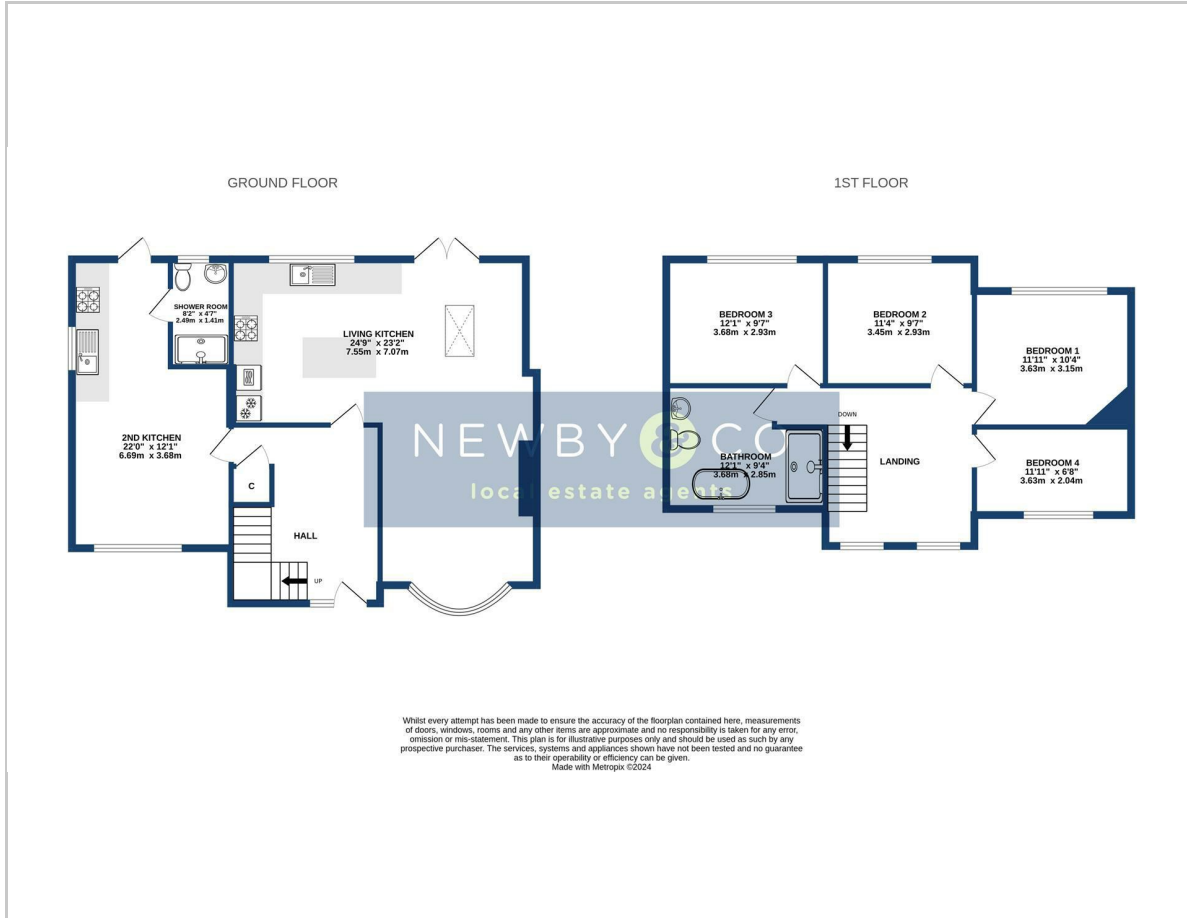 GROUND FLOOR
1ST FLOOR
SHOWER ROOM
8'2" x 4'7"
2.49m x 1.41m
LIVING KITCHEN
24'9" x 23'2"
7.55m x 7.07m
2ND KITCHEN
22'0" x 12'1"
6.69m x 3.68m
C
HALL
UP
BEDROOM 3
12'1" x 9'7"
3.68m x 2.93m
BEDROOM 2
11'4" x 9'7"
3.45m x 2.93m
BEDROOM 1
11'11" x 10'4"
3.63m x 3.15m
DOWN
BATHROOM
12'1" x 9'4"
3.68m x 2.85m
LANDING
BEDROOM 4
11'11" x 6'8"
3.63m x 2.04m
NEWBY & CO
local estate agents
Whilst every attempt has been made to ensure the accuracy of the floorplan contained here, measurements
of doors, windows, rooms and any other items are approximate and no responsibility is taken for any error,
omission or mis-statement. This plan is for illustrative purposes only and should be used as such by any
prospective purchaser. The services, systems and appliances shown have not been tested and no guarantee
as to their operability or efficiency can be given.
Made with Metropix ©2024